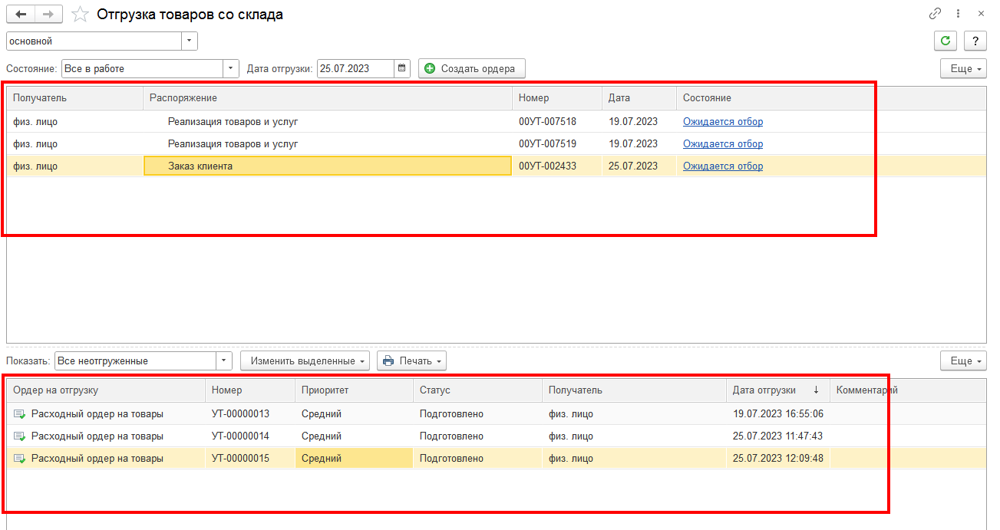 Отгрузка товаров со склада
основной
?
Состояние: Все в работе Дата отгрузки: 25.07.2023 Создать ордера Еще
Получатель Распоряжение Номер Дата Состояние
физ. лицо Реализация товаров и услуг 00УТ-007518 19.07.2023 Ожидается отбор
физ. лицо Реализация товаров и услуг 00УТ-007519 19.07.2023 Ожидается отбор
физ. лицо Заказ клиента 00УТ-002433 25.07.2023 Ожидается отбор
Показать: Все неотгруженные Изменить выделенные Печать Еще
Ордер на отгрузку Номер Приоритет Статус Получатель Дата отгрузки ↓ Комментарий
Расходный ордер на товары УТ-00000013 Средний Подготовлено физ. лицо 19.07.2023 16:55:06
Расходный ордер на товары УТ-00000014 Средний Подготовлено физ. лицо 25.07.2023 11:47:43
Расходный ордер на товары УТ-00000015 Средний Подготовлено физ. лицо 25.07.2023 12:09:48